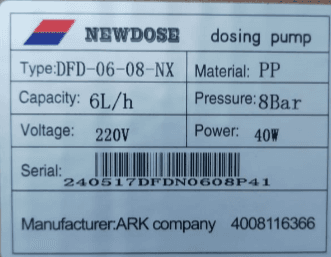 NEWDOSE dosing pump
Type:DFD-06-08-NX Material: PP
Capacity: 6L/h Pressure:8Bar
Voltage: 220V Power: 40W
Serial:
240517DFDN0608P41
Manufacturer:ARK company 4008116366